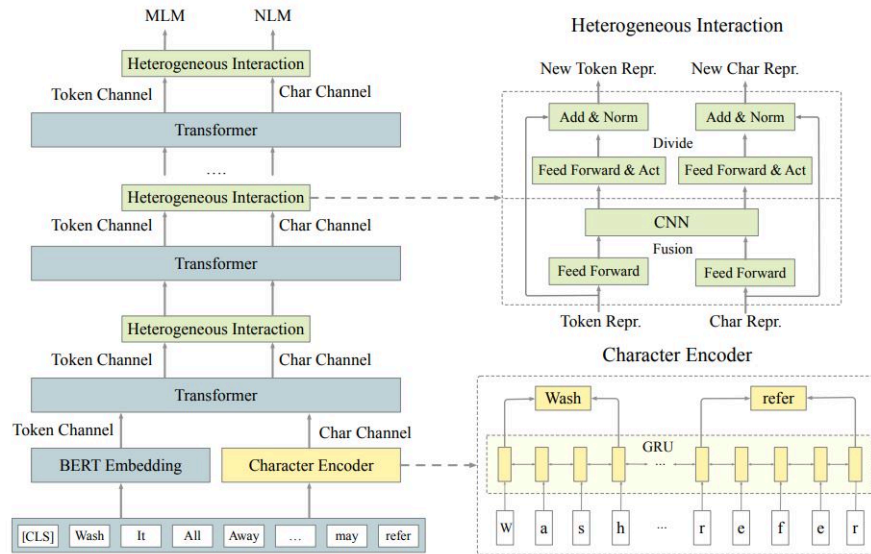 MLM NLM
Heterogeneous Interaction
Token Channel Char Channel
Transformer
....
Heterogeneous Interaction
Token Channel Char Channel
Transformer
Heterogeneous Interaction
Token Channel Char Channel
Transformer
Token Channel Char Channel
BERT Embedding Character Encoder
[CLS] Wash It All Away ... may refer
Heterogeneous Interaction
New Token Repr. New Char Repr.
Add & Norm Add & Norm
Divide
Feed Forward & Act Feed Forward & Act
CNN
Fusion
Feed Forward Feed Forward
Token Repr. Char Repr.
Character Encoder
Wash refer
GRU
...
W a s h ... r e f e r